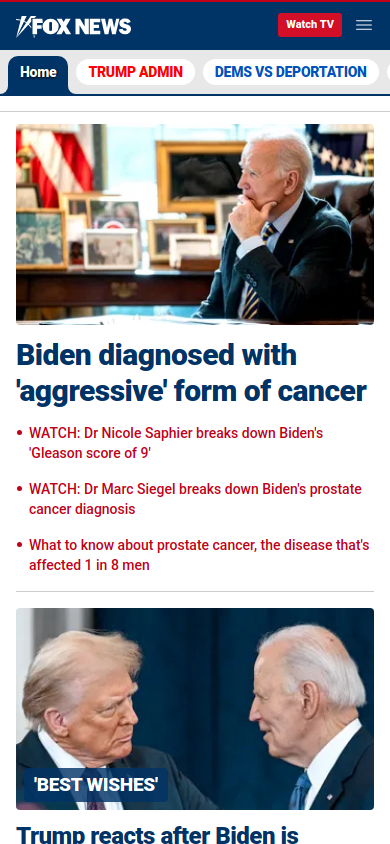 FOX NEWS
Watch TV
Home
TRUMP ADMIN
DEMS VS DEPORTATION
Biden diagnosed with
'aggressive' form of cancer
• WATCH: Dr Nicole Saphier breaks down Biden's
'Gleason score of 9'
• WATCH: Dr Marc Siegel breaks down Biden's prostate
cancer diagnosis
• What to know about prostate cancer, the disease that's
affected 1 in 8 men
'BEST WISHES'
Trump reacts after Biden is